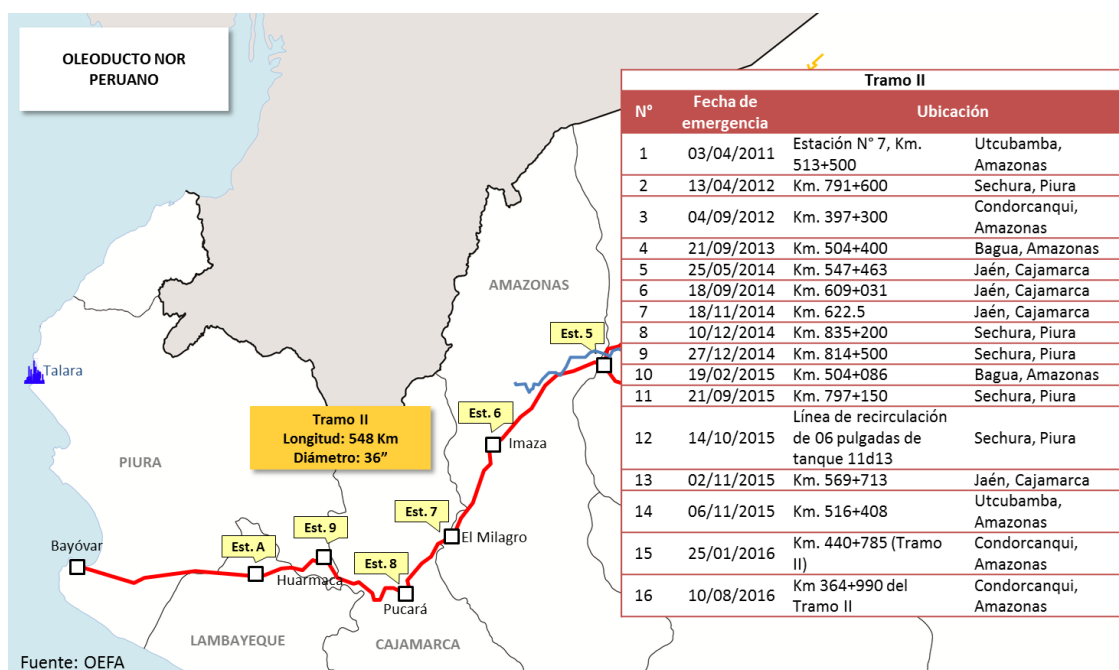 OLEODUCTO NOR
PERUANO
Tramo II
N° Fecha de emergencia Ubicación
1 03/04/2011 Estación N° 7, Km. 513+500 Utcubamba, Amazonas
2 13/04/2012 Km. 791+600 Sechura, Piura
3 04/09/2012 Km. 397+300 Condorcanqui, Amazonas
4 21/09/2013 Km. 504+400 Bagua, Amazonas
5 25/05/2014 Km. 547+463 Jaén, Cajamarca
6 18/09/2014 Km. 609+031 Jaén, Cajamarca
7 18/11/2014 Km. 622.5 Jaén, Cajamarca
8 10/12/2014 Km. 835+200 Sechura, Piura
9 27/12/2014 Km. 814+500 Sechura, Piura
10 19/02/2015 Km. 504+086 Bagua, Amazonas
11 21/09/2015 Km. 797+150 Sechura, Piura
12 14/10/2015 Línea de recirculación de 06 pulgadas de tanque 11d13 Sechura, Piura
13 02/11/2015 Km. 569+713 Jaén, Cajamarca
14 06/11/2015 Km. 516+408 Utcubamba, Amazonas
15 25/01/2016 Km. 440+785 (Tramo II) Condorcanqui, Amazonas
16 10/08/2016 Km 364+990 del Tramo II Condorcanqui, Amazonas
AMAZONAS
Est. 5
Talara
Tramo II
Longitud: 548 Km
Diámetro: 36”
Est. 6
Imaza
PIURA
Est. 7
El Milagro
Est. 9
Bayóvar
Est. A
Huarmaca
Est. 8
Pucará
LAMBAYEQUE
CAJAMARCA
Fuente: OEFA